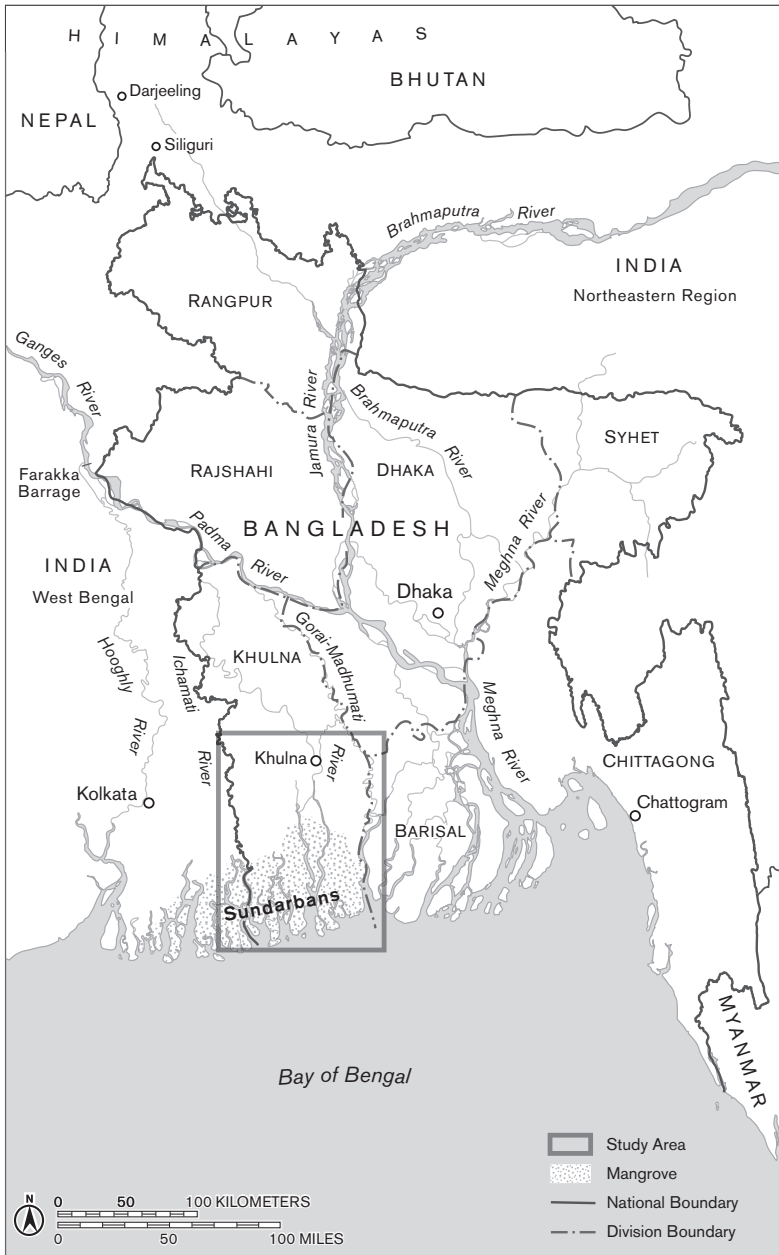 H I M A L A Y A S
BHUTAN
Darjeeling
NEPAL
Siliguri
Brahmaputra River
INDIA
Northeastern Region
RANGPUR
Ganges River
Jamura River
Brahmaputra River
SYHET
RAJSHAHI
DHAKA
Farakka
Barrage
Padma River
BANGLADESH
Meghna River
INDIA
West Bengal
Dhaka
Hooghly River
Ichamati River
KHULNA
Gorai-Madhumati River
Meghna River
Khulna
CHITTAGONG
Kolkata
Chattogram
BARISAL
Sundarbans
MYANMAR
Bay of Bengal
Study Area
Mangrove
National Boundary
Division Boundary
N
0 50 100 KILOMETERS
0 50 100 MILES